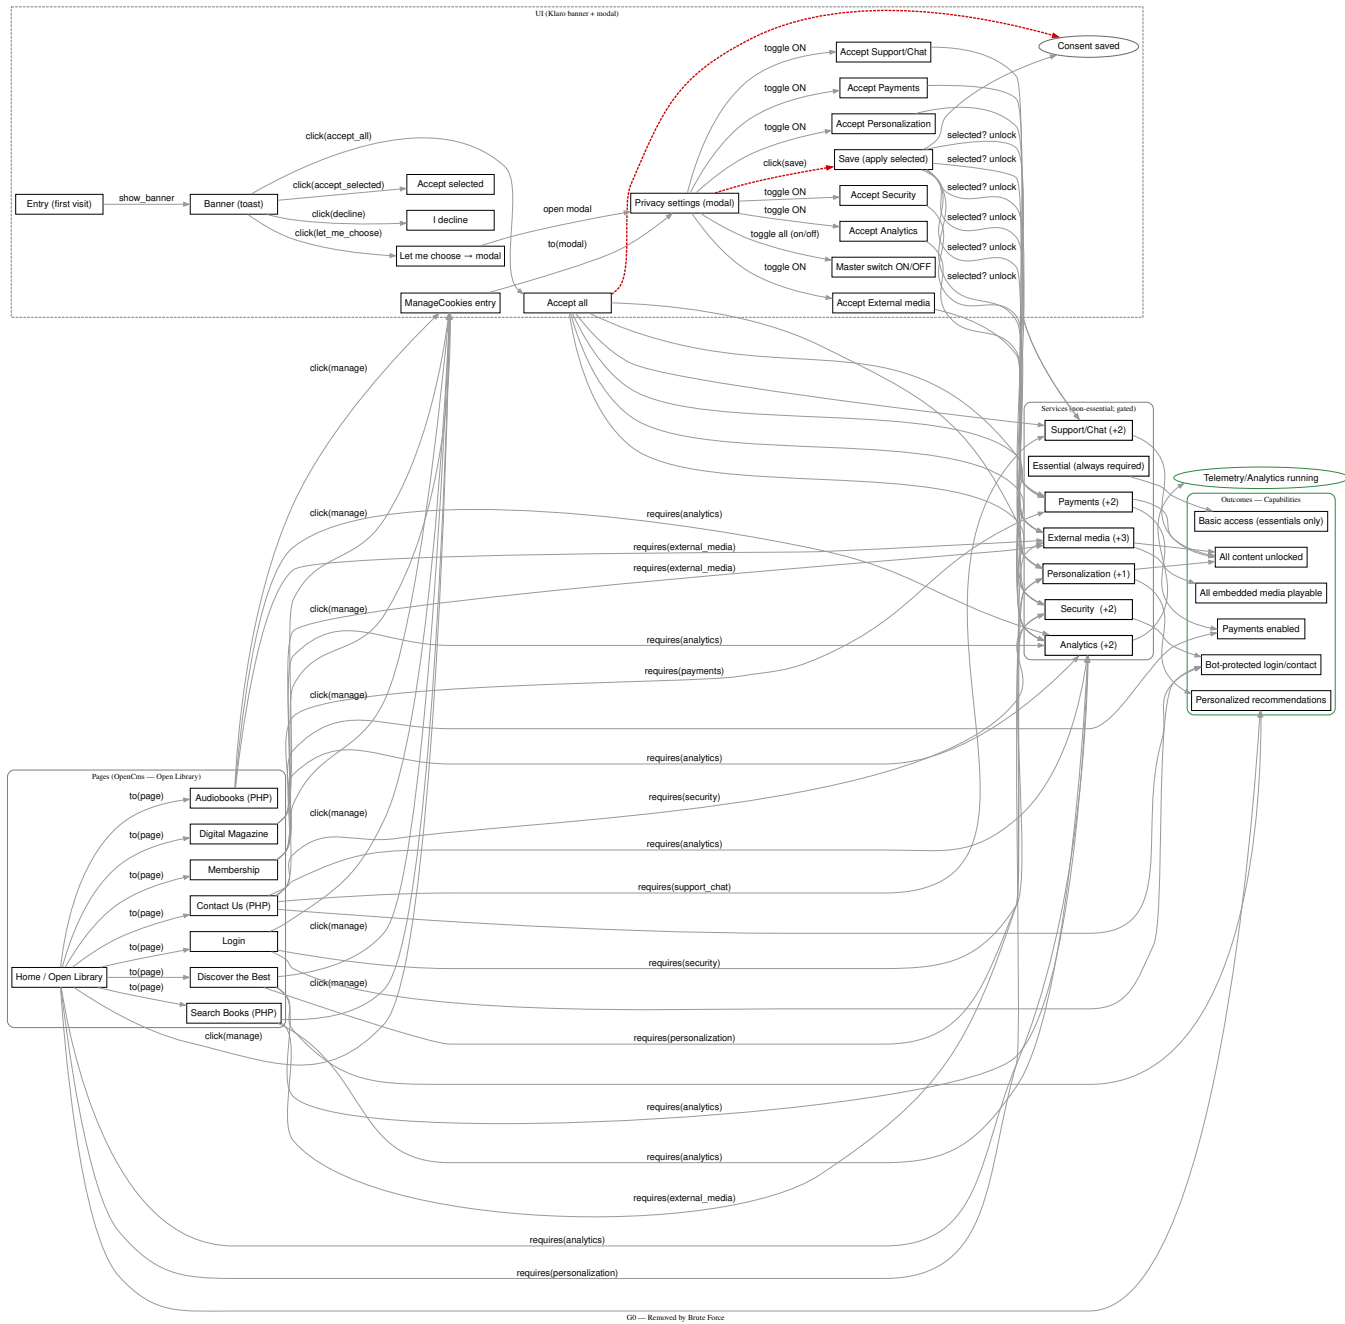 UI (Klaro banner + modal)
Consent saved
toggle ON
Accept Support/Chat
toggle ON
Accept Payments
toggle ON
Accept Personalization
click(accept_all)
selected? unlock
click(save)
Save (apply selected)
selected? unlock
click(accept_selected)
Accept selected
toggle ON
Accept Security
selected? unlock
Entry (first visit)
show_banner
Banner (toast)
Privacy settings (modal)
click(decline)
I decline
open modal
toggle ON
selected? unlock
click(let_me_choose)
Accept Analytics
toggle all (on/off)
to(modal)
selected? unlock
Let me choose → modal
toggle ON
Master switch ON/OFF
selected? unlock
ManageCookies entry
Accept all
Accept External media
click(manage)
Services (non-essential; gated)
Support/Chat (+2)
Essential (always required)
Telemetry/Analytics running
Outcomes — Capabilities
Payments (+2)
click(manage)
requires(analytics)
Basic access (essentials only)
External media (+3)
requires(external_media)
All content unlocked
requires(external_media)
Personalization (+1)
All embedded media playable
click(manage)
Security  (+2)
Payments enabled
requires(analytics)
Analytics (+2)
requires(payments)
Bot-protected login/contact
click(manage)
Personalized recommendations
requires(analytics)
Pages (OpenCms — Open Library)
to(page)
Audiobooks (PHP)
requires(security)
click(manage)
to(page)
Digital Magazine
requires(analytics)
to(page)
Membership
requires(support_chat)
to(page)
Contact Us (PHP)
click(manage)
to(page)
Login
requires(security)
Home / Open Library
to(page)
Discover the Best
click(manage)
to(page)
Search Books (PHP)
click(manage)
requires(personalization)
requires(analytics)
requires(analytics)
requires(external_media)
requires(analytics)
requires(personalization)
G0 — Removed by Brute Force